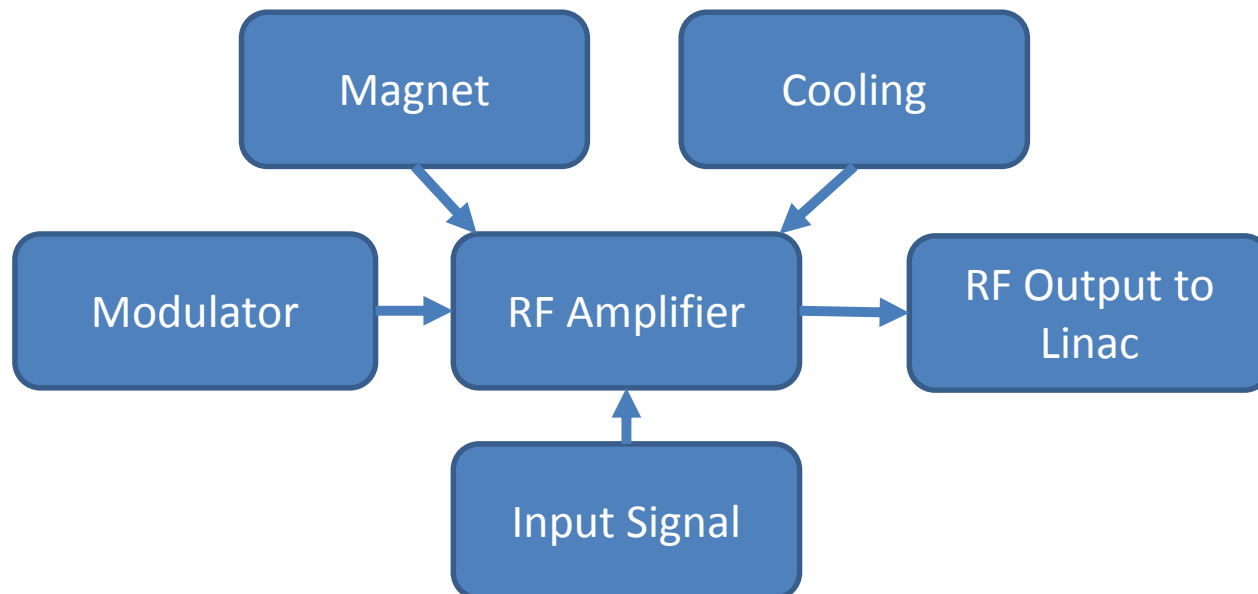 Magnet
Cooling
Modulator
RF Amplifier
RF Output to
Linac
Input Signal